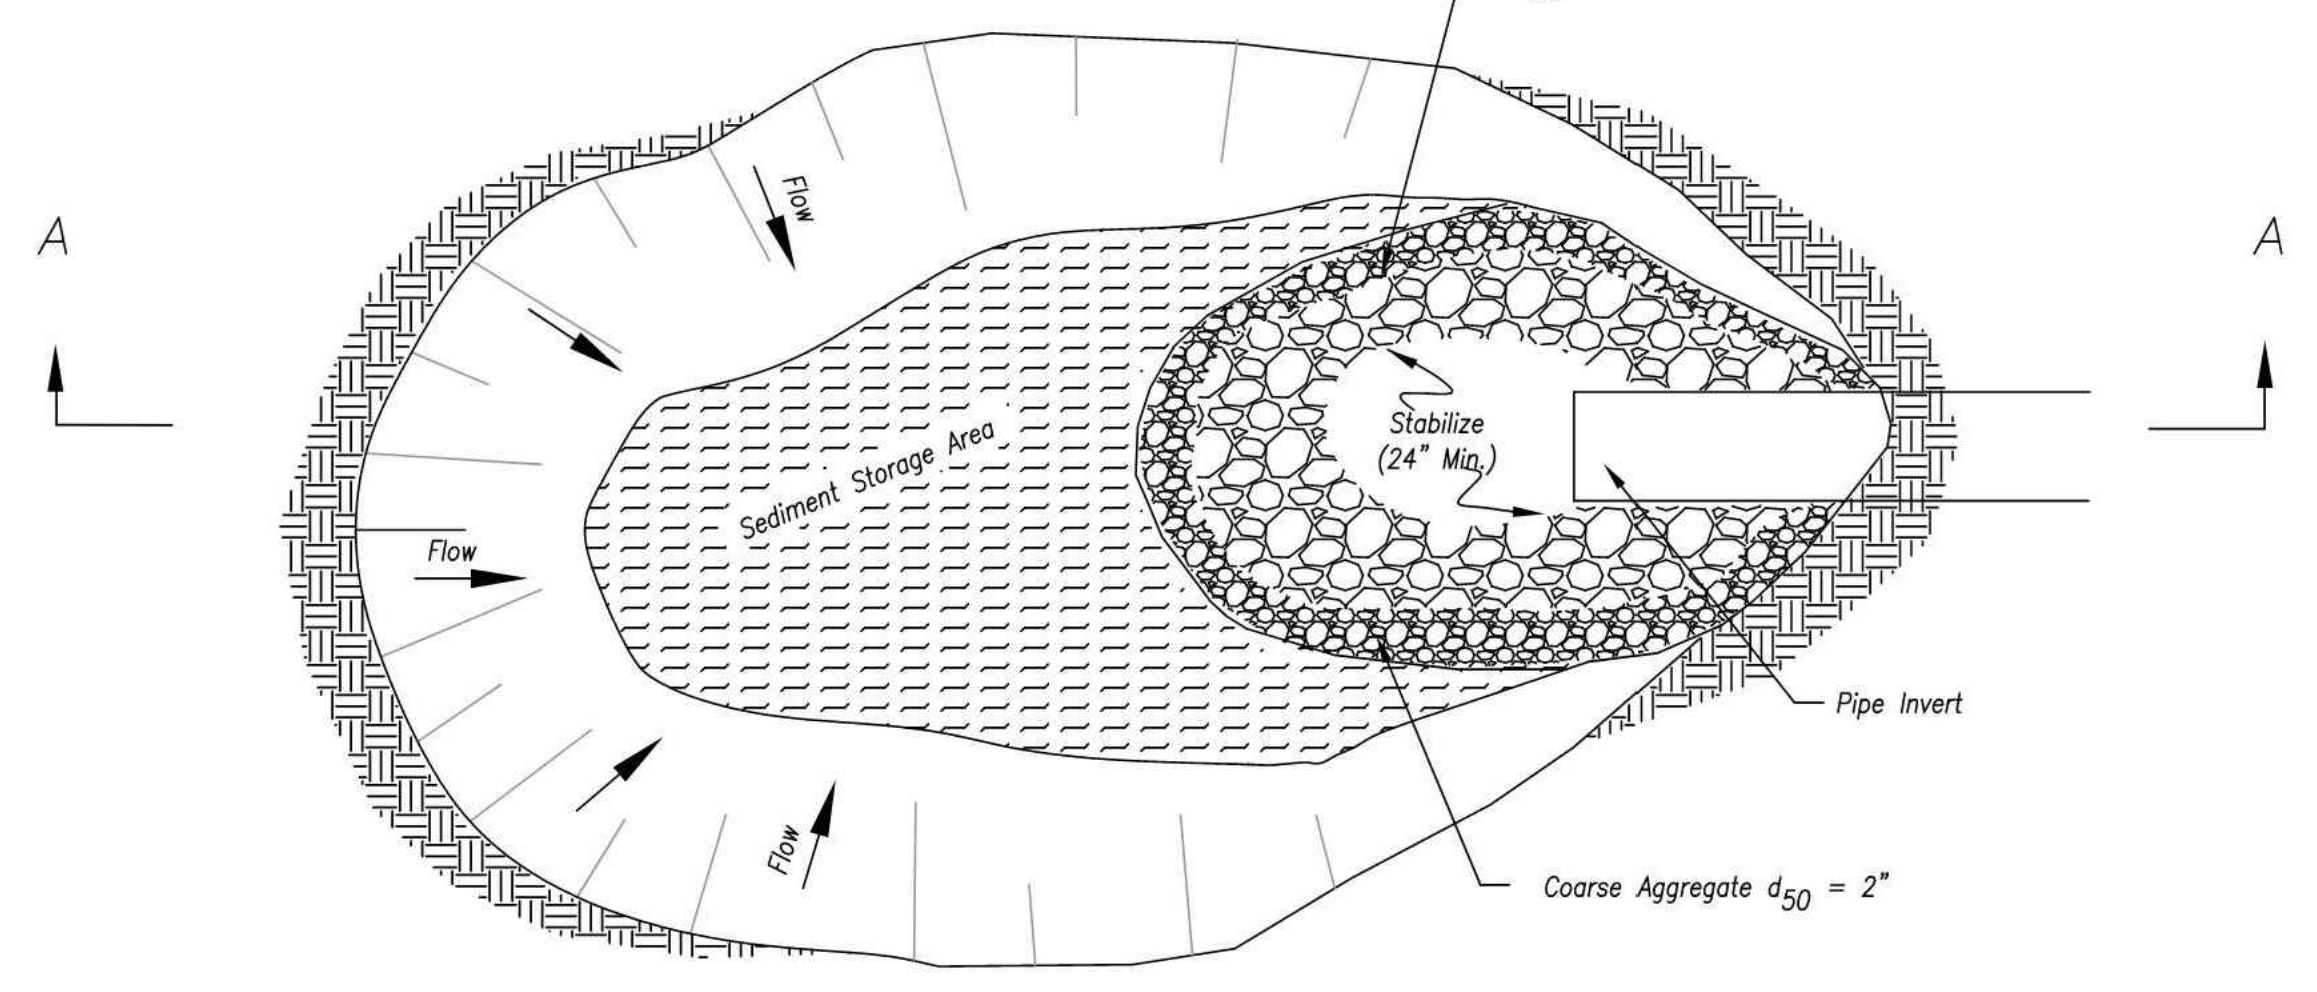 Flow
A
A
Stabilize
(24" Min.)
Sediment Storage Area
Flow
Pipe Invert
Flow
Coarse Aggregate d50 = 2"